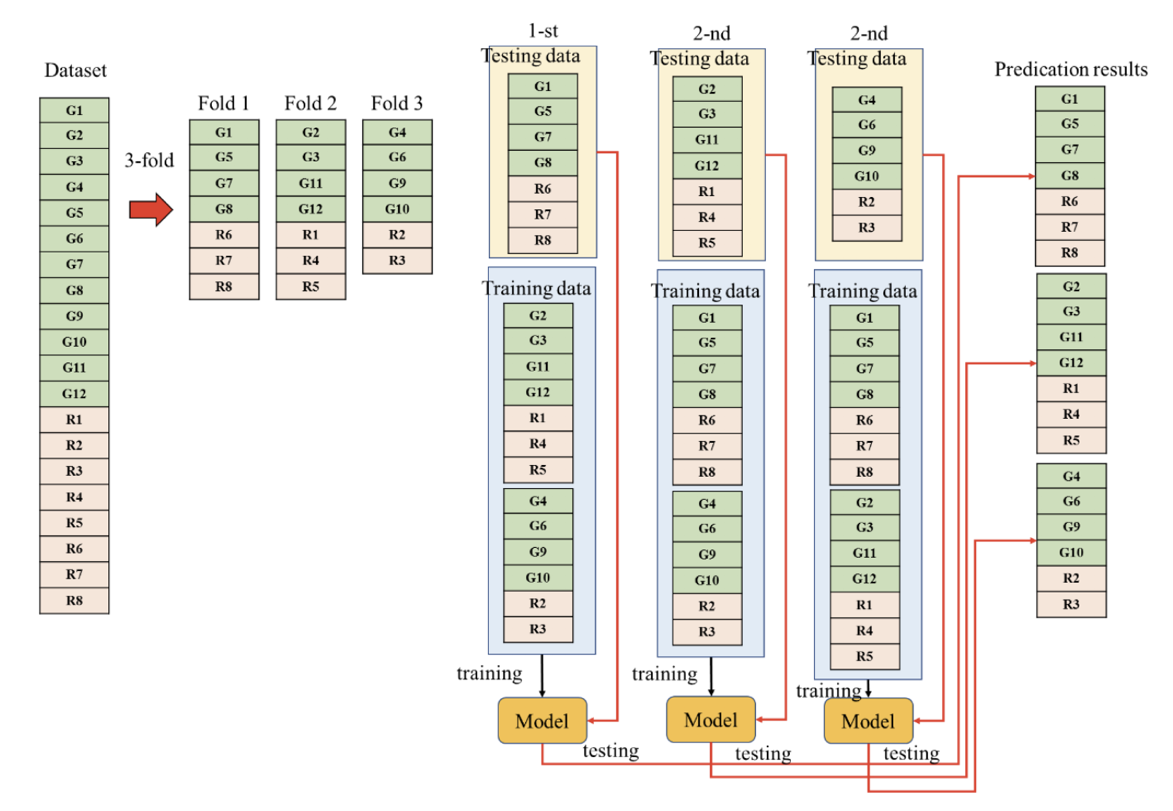 Dataset
G1
G2
G3
G4
G5
G6
G7
G8
G9
G10
G11
G12
R1
R2
R3
R4
R5
R6
R7
R8
3-fold
Fold 1
G1
G5
G7
G8
R6
R7
R8
Fold 2
G2
G3
G11
G12
R1
R4
R5
Fold 3
G4
G6
G9
G10
R2
R3
1-st
Testing data
G1
G5
G7
G8
R6
R7
R8
Training data
G2
G3
G11
G12
R1
R4
R5
G4
G6
G9
G10
R2
R3
training
Model
testing
2-nd
Testing data
G2
G3
G11
G12
R1
R4
R5
Training data
G1
G5
G7
G8
R6
R7
R8
G4
G6
G9
G10
R2
R3
training
Model
testing
2-nd
Testing data
G4
G6
G9
G10
R2
R3
Training data
G1
G5
G7
G8
R6
R7
R8
G2
G3
G11
G12
R1
R4
R5
training
Model
testing
Predication results
G1
G5
G7
G8
R6
R7
R8
G2
G3
G11
G12
R1
R4
R5
G4
G6
G9
G10
R2
R3